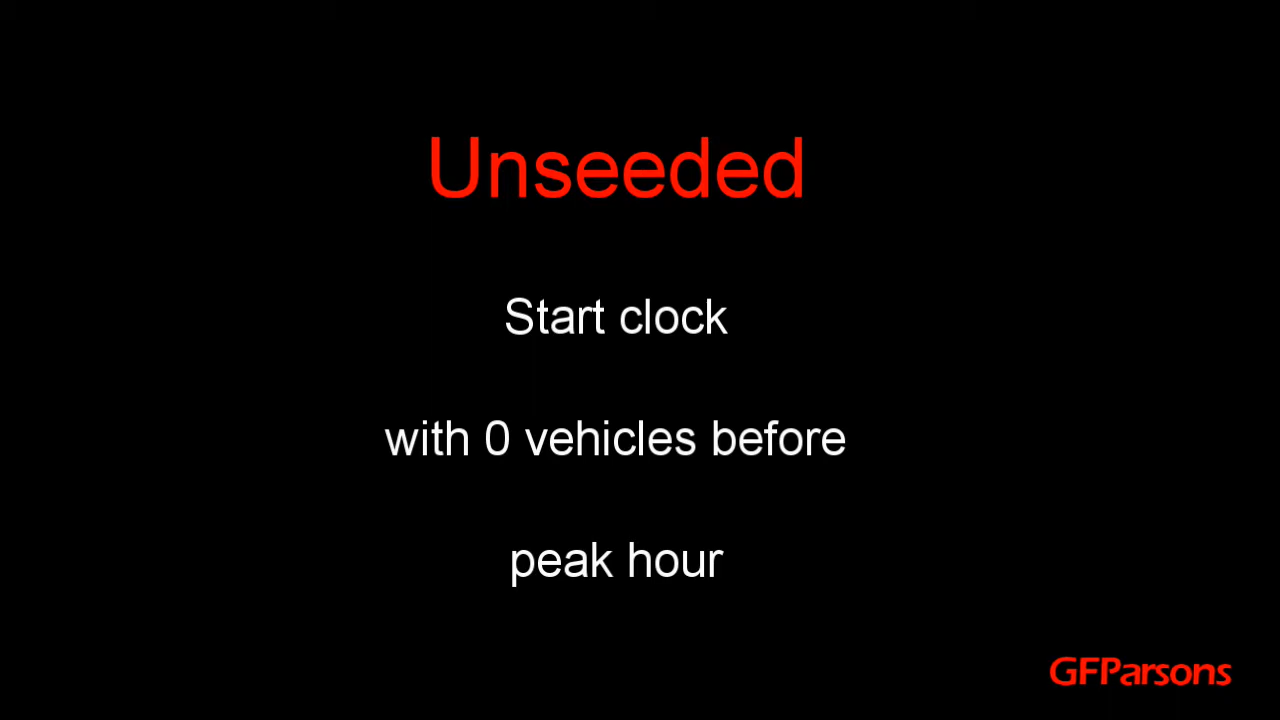 Unseeded
Start clock
with 0 vehicles before
peak hour
GFParsons